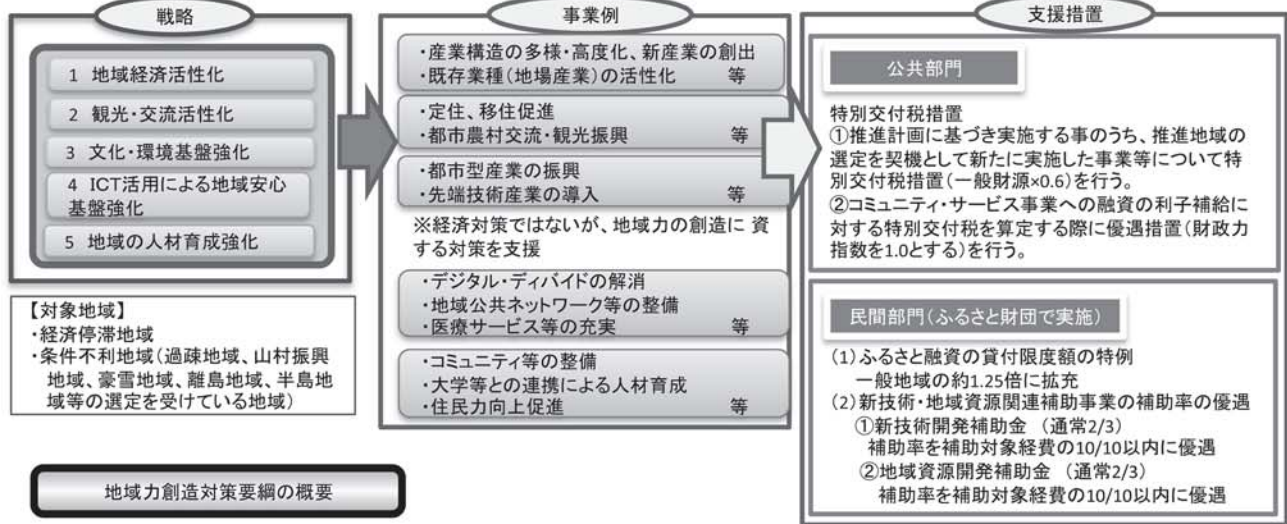 戦略
1 地域経済活性化
2 観光・交流活性化
3 文化・環境基盤強化
4 ICT活用による地域安心
基盤強化
5 地域の人材育成強化
【対象地域】
・経済停滞地域
・条件不利地域(過疎地域、山村振興
地域、豪雪地域、離島地域、半島地
域等の選定を受けている地域)
地域力創造対策要綱の概要
事業例
・産業構造の多様・高度化、新産業の創出
・既存業種(地場産業)の活性化 等
・定住、移住促進
・都市農村交流・観光振興 等
・都市型産業の振興
・先端技術産業の導入 等
※経済対策ではないが、地域力の創造に 資
する対策を支援
・デジタル・ディバイドの解消
・地域公共ネットワーク等の整備
・医療サービス等の充実 等
・コミュニティ等の整備
・大学等との連携による人材育成
・住民力向上促進 等
支援措置
公共部門
特別交付税措置
①推進計画に基づき実施する事のうち、推進地域の
選定を契機として新たに実施した事業等について特
別交付税措置(一般財源×0.6)を行う。
②コミュニティ・サービス事業への融資の利子補給に
対する特別交付税を算定する際に優遇措置(財政力
指数を1.0とする)を行う。
民間部門(ふるさと財団で実施)
(1)ふるさと融資の貸付限度額の特例
一般地域の約1.25倍に拡充
(2)新技術・地域資源関連補助事業の補助率の優遇
①新技術開発補助金 (通常2/3)
補助率を補助対象経費の10/10以内に優遇
②地域資源開発補助金 (通常2/3)
補助率を補助対象経費の10/10以内に優遇